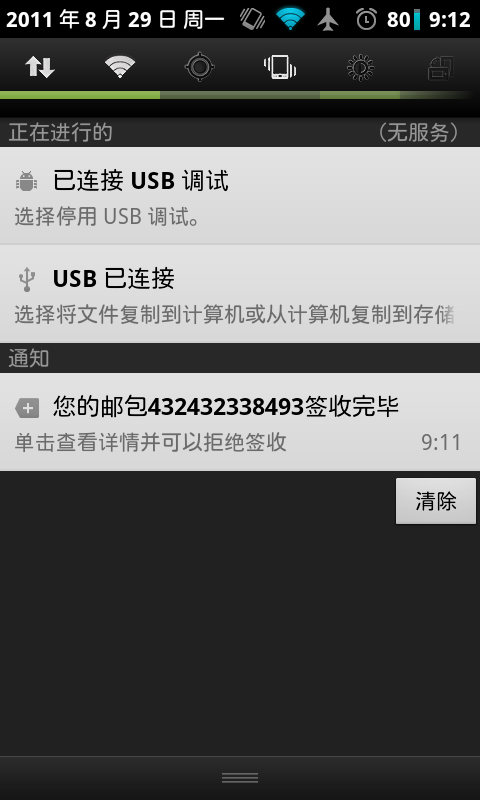 2011 年 8 月 29 日 周一 80 9:12
正在进行的 (无服务)
已连接 USB 调试
选择停用 USB 调试。
USB 已连接
选择将文件复制到计算机或从计算机复制到存储
通知
您的邮包432432338493签收完毕
单击查看详情并可以拒绝签收 9:11
清除